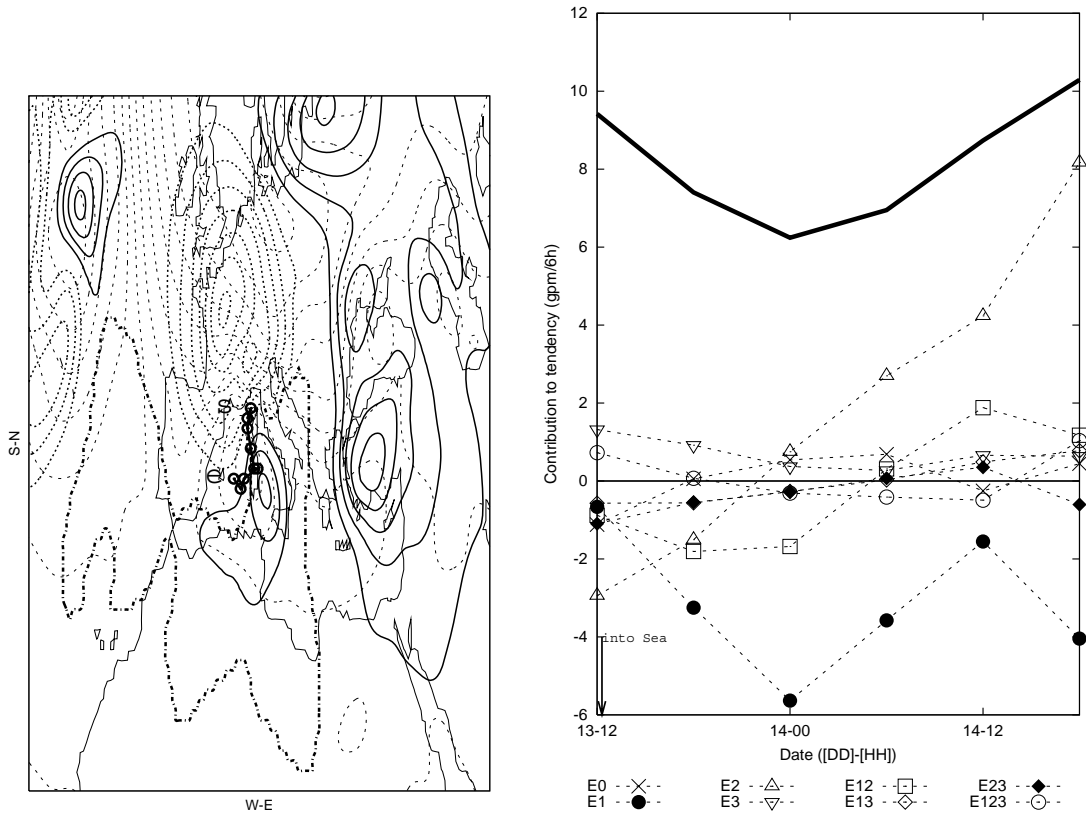 S-N
W-E
12
10
8
6
4
2
0
-2
-4
-6
Contribution to tendency (gpm/6h)
into Sea
13-12
14-00
14-12
Date ([DD]-[HH])
E0
E2
E12
E23
E1
E3
E13
E123